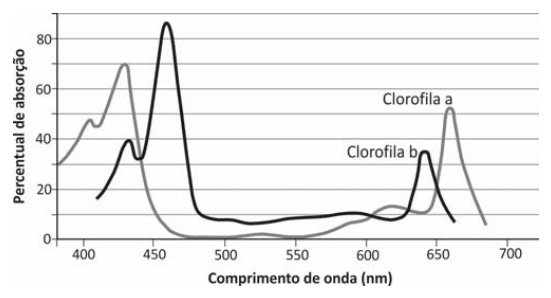 Percentual de absorção
80
60
40
20
0
Clorofila a
Clorofila b
400 450 500 550 600 650 700
Comprimento de onda (nm)